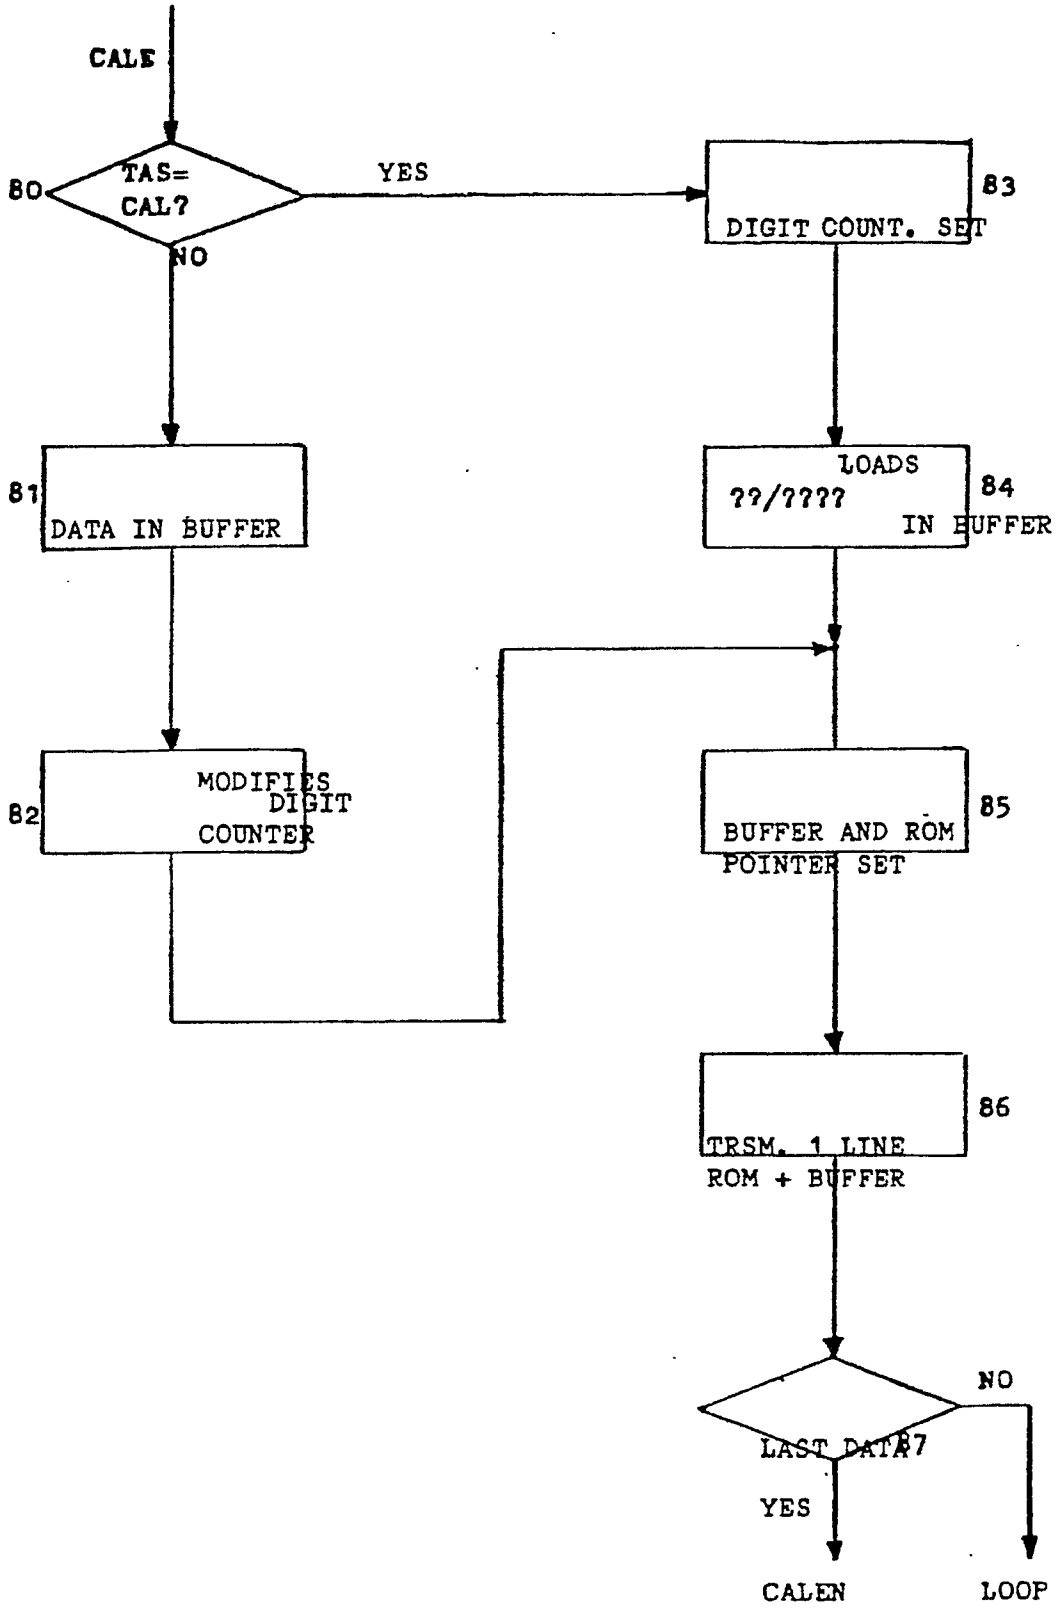 CALE
80
TAS=
CAL?
YES
NO
83
DIGIT COUNT. SET
81
DATA IN BUFFER
LOADS
??/????
IN BUFFER
84
82
MODIFIES
DIGIT
COUNTER
85
BUFFER AND ROM
POINTER SET
86
TRSM. 1 LINE
ROM + BUFFER
NO
LAST DATA
87
YES
CALEN
LOOP